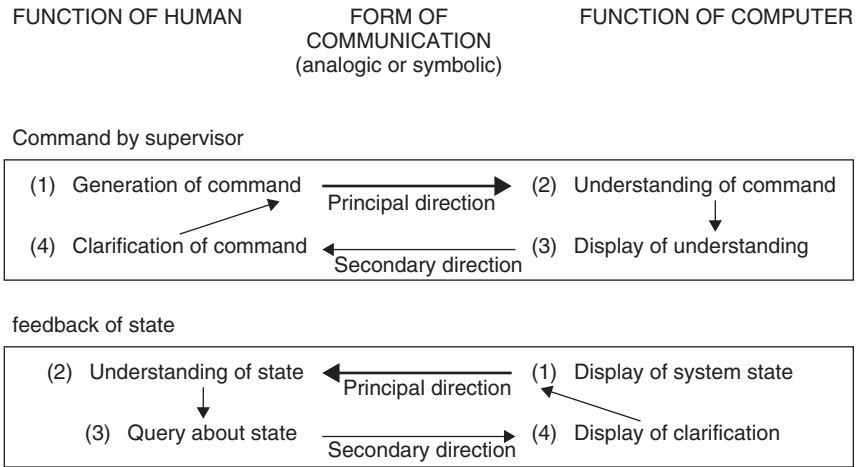 FUNCTION OF HUMAN FORM OF FUNCTION OF COMPUTER
COMMUNICATION
(analogic or symbolic)
Command by supervisor
(1) Generation of command Principal direction (2) Understanding of command
(4) Clarification of command Secondary direction (3) Display of understanding
feedback of state
(2) Understanding of state Principal direction (1) Display of system state
(3) Query about state Secondary direction (4) Display of clarification